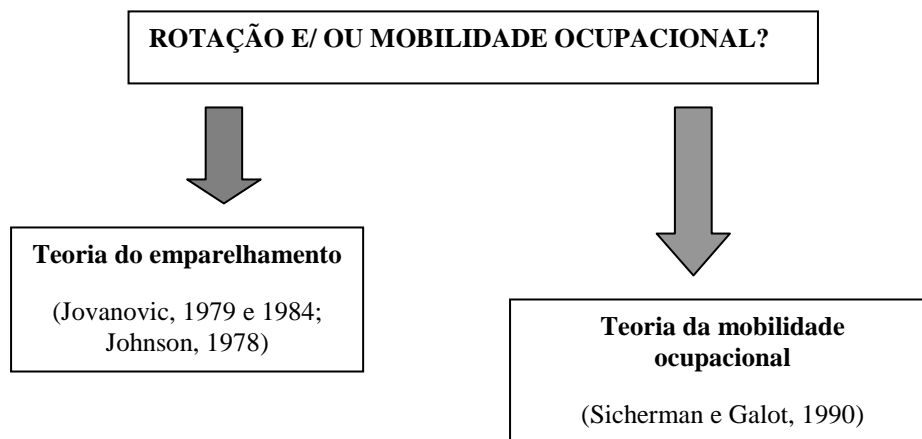 ROTAÇÃO E/ OU MOBILIDADE OCUPACIONAL?
Teoria do emparelhamento
(Jovanovic, 1979 e 1984;
Johnson, 1978)
Teoria da mobilidade
ocupacional
(Sicherman e Galot, 1990)